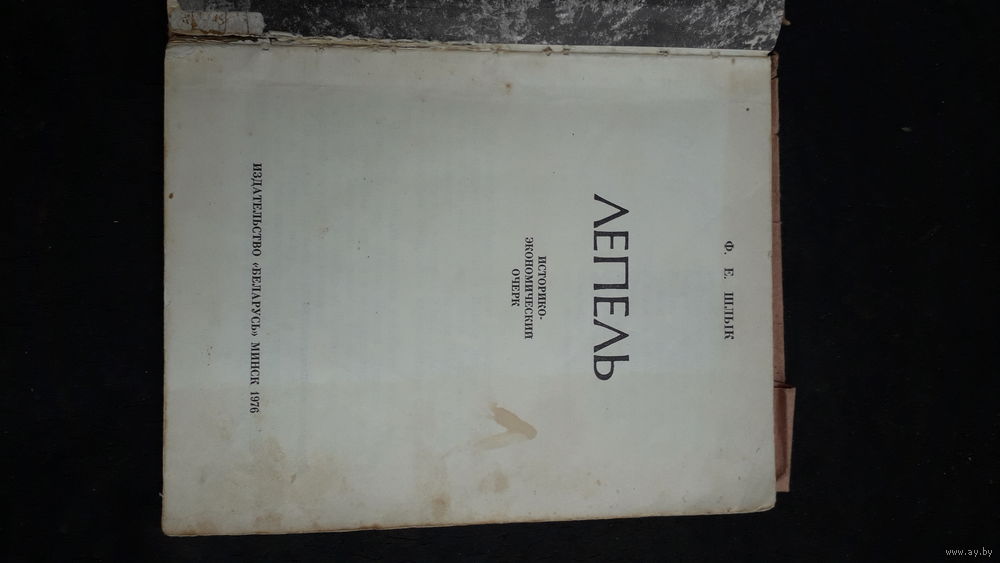 Ф. Е. ШЛЫК
ЛЕПЕЛЬ
ИСТОРИКО-
ЭКОНОМИЧЕСКИЙ
ОЧЕРК
ИЗДАТЕЛЬСТВО «БЕЛАРУСЬ» МИНСК 1976
www.ay.by